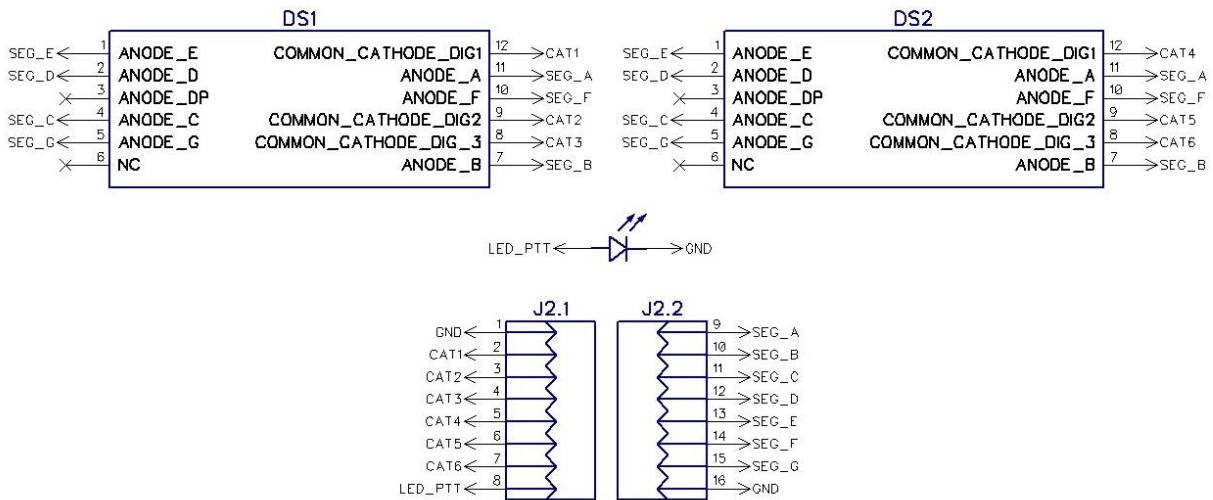 DS1 DS2
SEG_E 1 ANODE_E COMMON_CATHODE_DIG1 12 CAT1 SEG_E 1 ANODE_E COMMON_CATHODE_DIG1 12 CAT4
SEG_D 2 ANODE_D ANODE_A 11 SEG_A SEG_D 2 ANODE_D ANODE_A 11 SEG_A
3 ANODE_DP ANODE_F 10 SEG_F 3 ANODE_DP ANODE_F 10 SEG_F
SEG_C 4 ANODE_C COMMON_CATHODE_DIG2 9 CAT2 SEG_C 4 ANODE_C COMMON_CATHODE_DIG2 9 CAT5
SEG_G 5 ANODE_G COMMON_CATHODE_DIG_3 8 CAT3 SEG_G 5 ANODE_G COMMON_CATHODE_DIG_3 8 CAT6
6 NC ANODE_B 7 SEG_B 6 NC ANODE_B 7 SEG_B
LED_PTT GND
J2.1 J2.2
GND 1 9 SEG_A
CAT1 2 10 SEG_B
CAT2 3 11 SEG_C
CAT3 4 12 SEG_D
CAT4 5 13 SEG_E
CAT5 6 14 SEG_F
CAT6 7 15 SEG_G
LED_PTT 8 16 GND